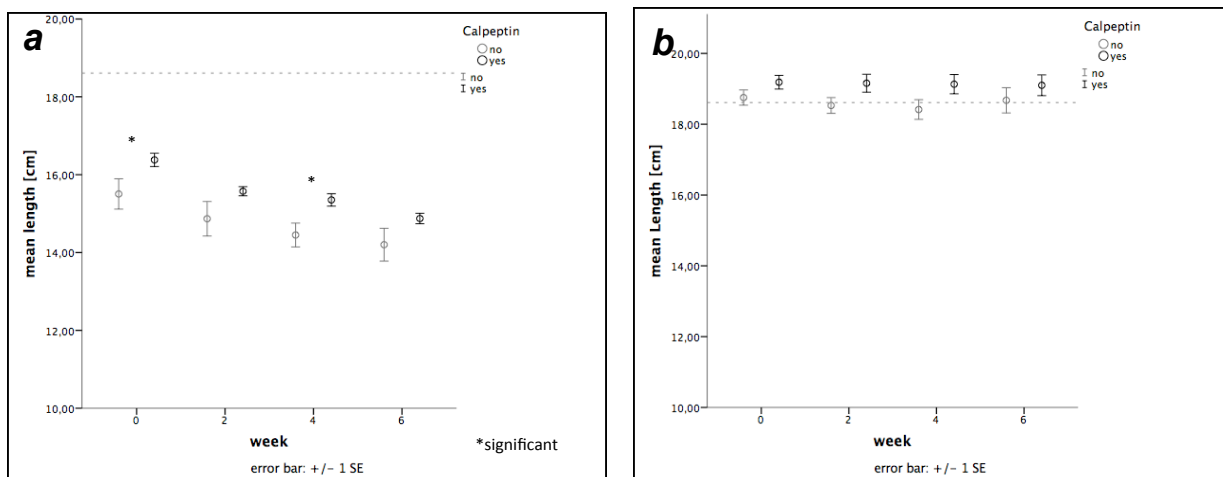 a
20,00
18,00
16,00
14,00
12,00
10,00
mean length [cm]
*
*
0 2 4 6
week
error bar: +/− 1 SE
*significant
Calpeptin
no
yes
no
yes
b
20,00
18,00
16,00
14,00
12,00
10,00
mean Length [cm]
0 2 4 6
week
error bar: +/− 1 SE
Calpeptin
no
yes
no
yes